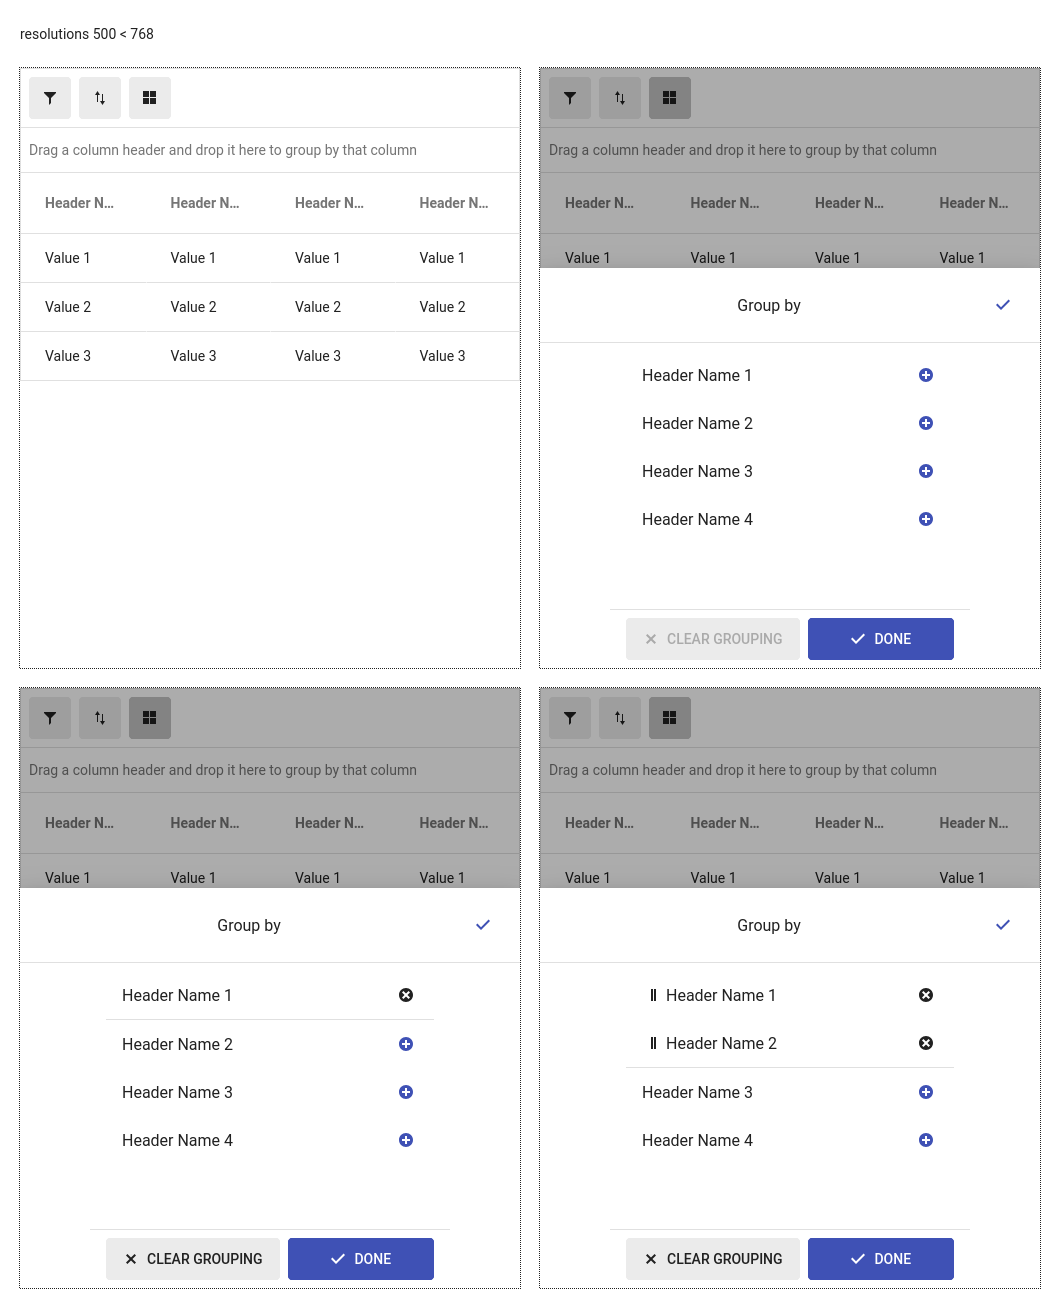 resolutions 500 < 768
Drag a column header and drop it here to group by that column
Header N... Header N... Header N... Header N...
Value 1 Value 1 Value 1 Value 1
Value 2 Value 2 Value 2 Value 2
Value 3 Value 3 Value 3 Value 3
Drag a column header and drop it here to group by that column
Header N... Header N... Header N... Header N...
Value 1 Value 1 Value 1 Value 1
Group by
Header Name 1
Header Name 2
Header Name 3
Header Name 4
CLEAR GROUPING DONE
Drag a column header and drop it here to group by that column
Header N... Header N... Header N... Header N...
Value 1 Value 1 Value 1 Value 1
Group by
Header Name 1
Header Name 2
Header Name 3
Header Name 4
CLEAR GROUPING DONE
Drag a column header and drop it here to group by that column
Header N... Header N... Header N... Header N...
Value 1 Value 1 Value 1 Value 1
Group by
Header Name 1
Header Name 2
Header Name 3
Header Name 4
CLEAR GROUPING DONE